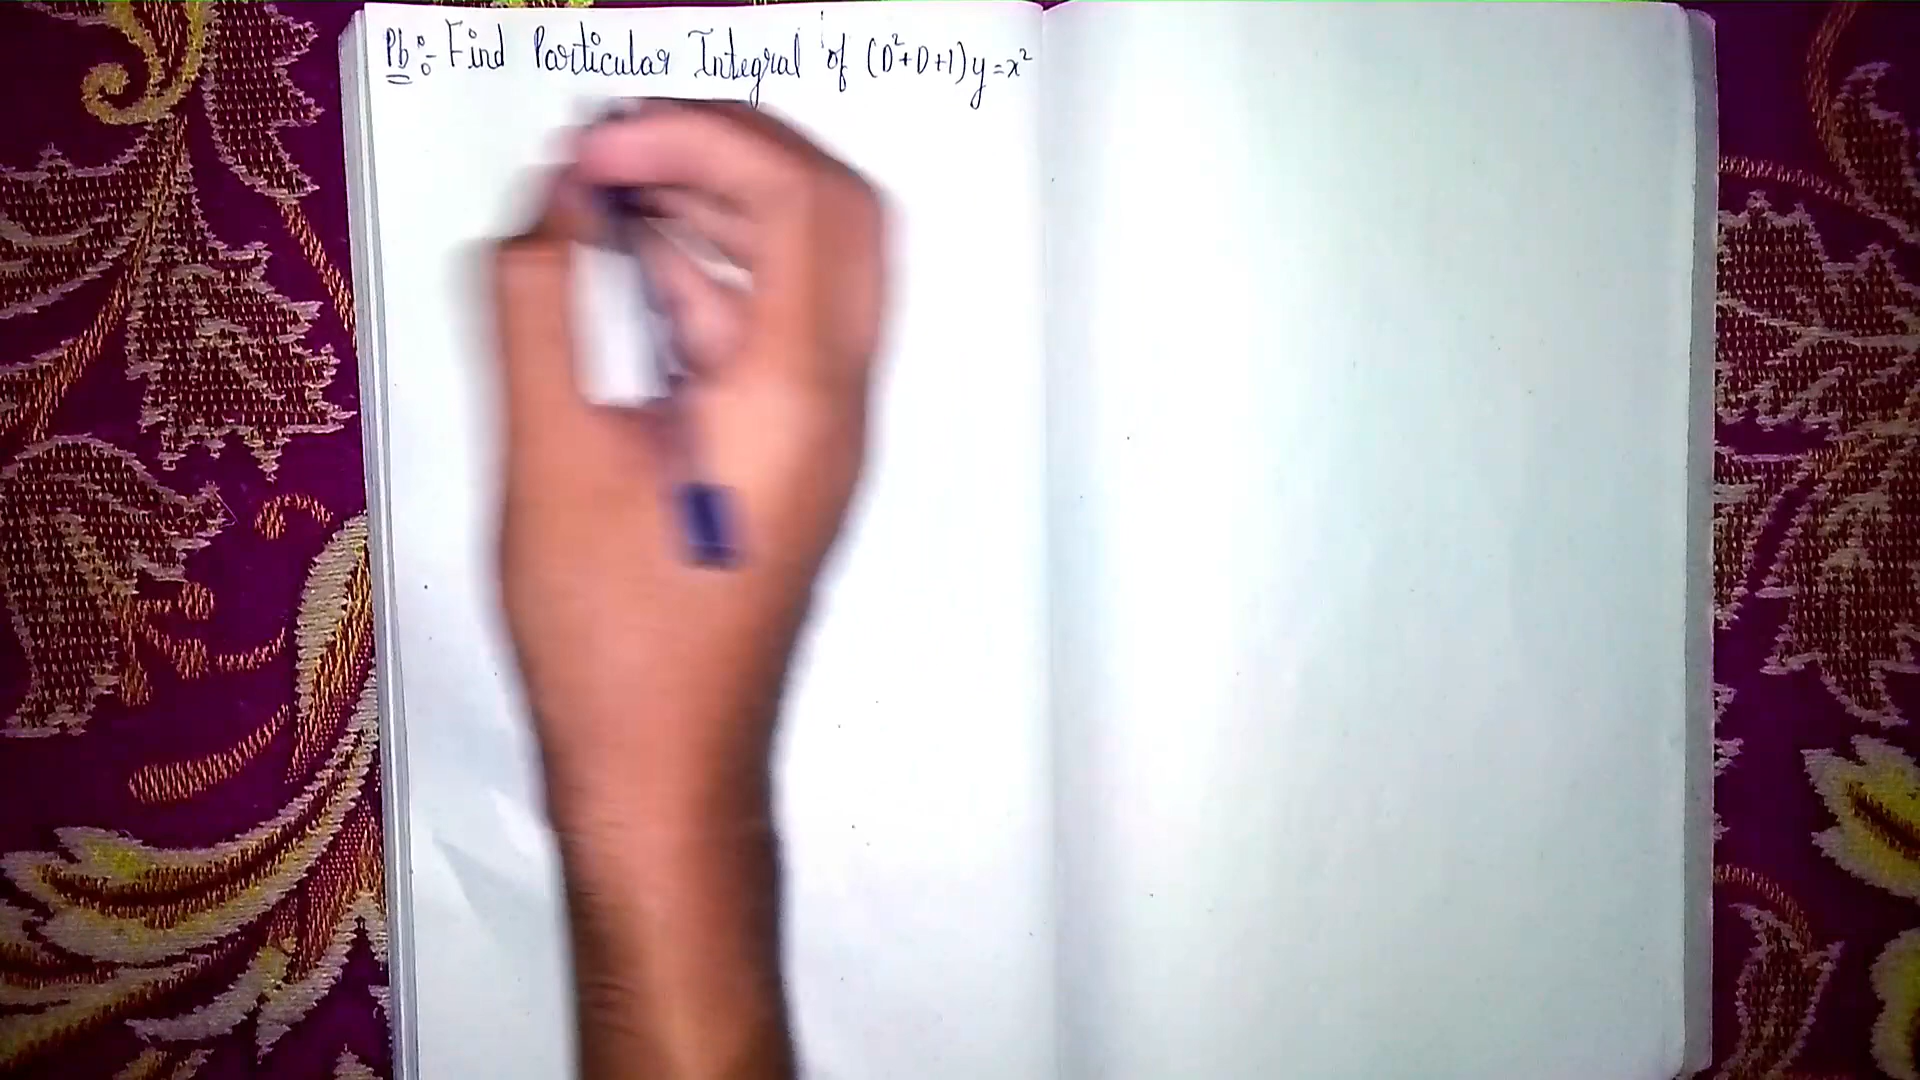 Pb:- Find Particular Integral of (D²+D+1)y=x²